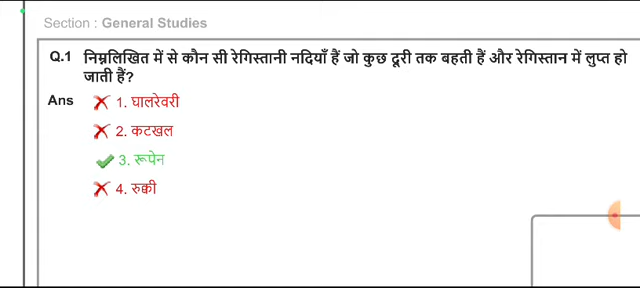 Section : General Studies
Q.1 निम्नलिखित में से कौन सी रेगिस्तानी नदियाँ हैं जो कुछ दूरी तक बहती हैं और रेगिस्तान में लुप्त हो
जाती हैं?
Ans 1. घालरेवरी
2. कटखल
3. रूपेन
4. रुक्वी